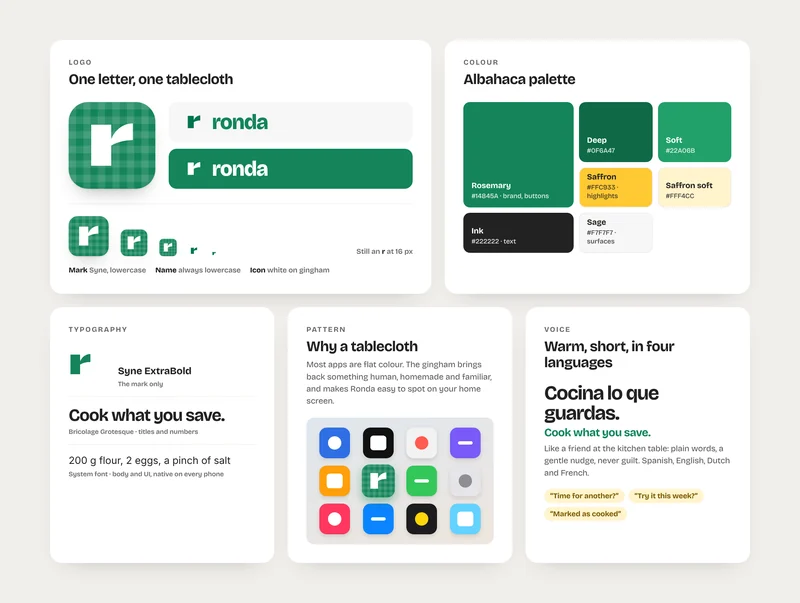 LOGO
One letter, one tablecloth
r
r ronda
r ronda
r r r r r
Still an r at 16 px
Mark Syne, lowercase Name always lowercase Icon white on gingham
COLOUR
Albahaca palette
Rosemary
#14845A · brand, buttons
Deep
#0F6A47
Soft
#22A06B
Saffron
#FFC933 ·
highlights
Saffron soft
#FFF4CC
Ink
#222222 · text
Sage
#F7F7F7 ·
surfaces
TYPOGRAPHY
r
Syne ExtraBold
The mark only
Cook what you save.
Bricolage Grotesque · titles and numbers
200 g flour, 2 eggs, a pinch of salt
System font · body and UI, native on every phone
PATTERN
Why a tablecloth
Most apps are flat colour. The gingham brings
back something human, homemade and familiar,
and makes Ronda easy to spot on your home
screen.
r
VOICE
Warm, short, in four
languages
Cocina lo que
guardas.
Cook what you save.
Like a friend at the kitchen table: plain words, a
gentle nudge, never guilt. Spanish, English, Dutch
and French.
"Time for another?" "Try it this week?"
"Marked as cooked"